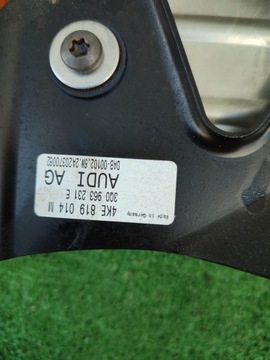 Made in Germany
4KE 819 014 M
3Q0 963 231 E
AUDI AG